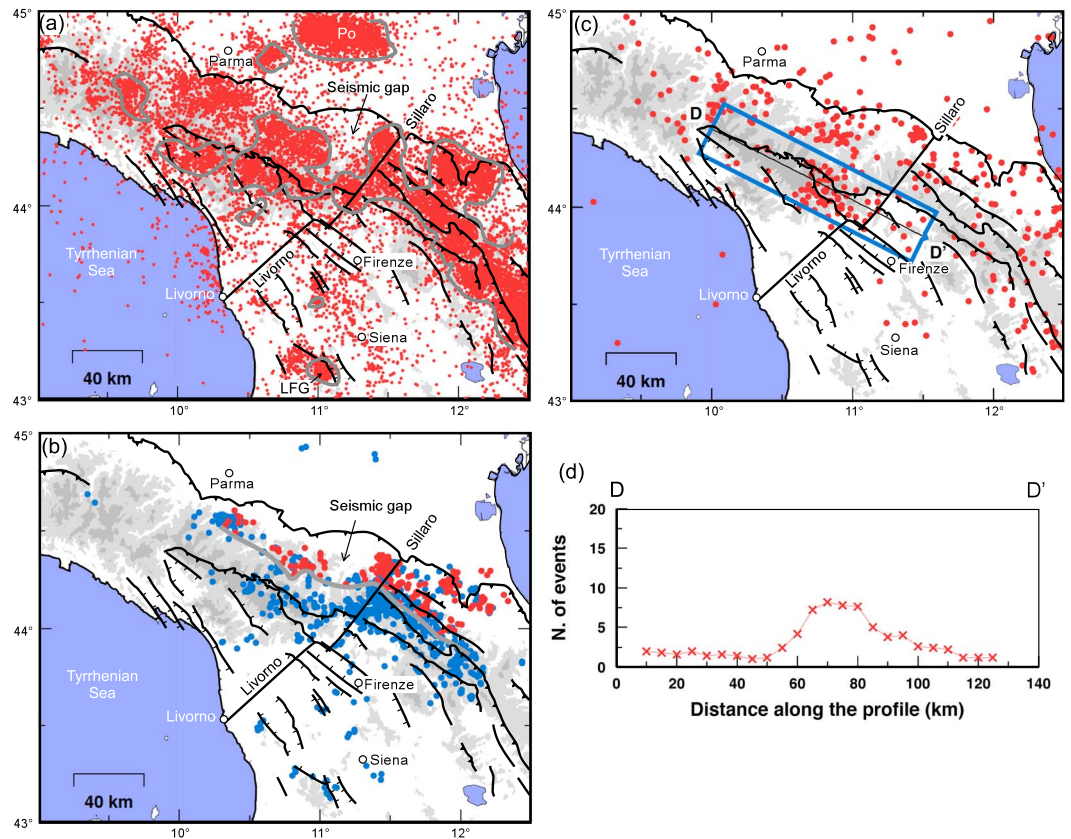 (a)
45°
44°
43°
10°
11°
12°
Po
Parma
Seismic gap
Sillaro
Tyrrhenian
Sea
Livorno
Livorno
Firenze
Siena
LFG
40 km
(c)
45°
44°
43°
10°
11°
12°
Parma
Sillaro
D
D’
Tyrrhenian
Sea
Livorno
Livorno
Firenze
Siena
40 km
(b)
45°
44°
43°
10°
11°
12°
Parma
Seismic gap
Sillaro
Tyrrhenian
Sea
Livorno
Livorno
Firenze
Siena
40 km
(d)
D
D’
N. of events
20
15
10
5
0
0 20 40 60 80 100 120 140
Distance along the profile (km)